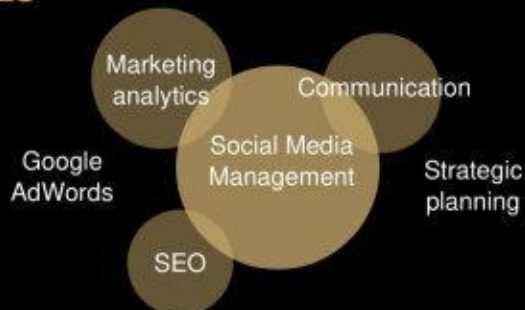 Marketing
analytics
Communication
Social Media
Management
Google
AdWords
Strategic
planning
SEO